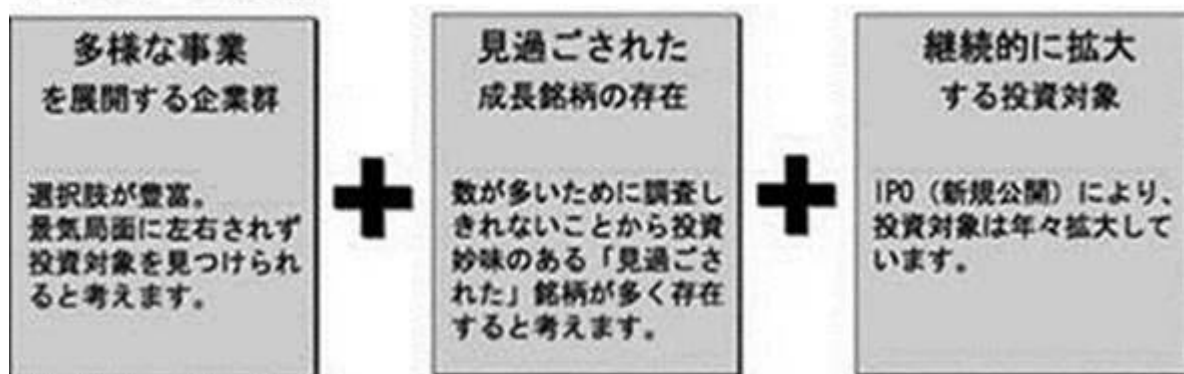 多様な事業
を展開する企業群
選択肢が豊富。
景気局面に左右されず
投資対象を見つけられ
ると考えます。
見過ごされた
成長銘柄の存在
数が多いために調査し
きれないことから投資
妙味のある「見過ごさ
れた」銘柄が多く存在
すると考えます。
継続的に拡大
する投資対象
IPO（新規公開）により、
投資対象は年々拡大して
います。